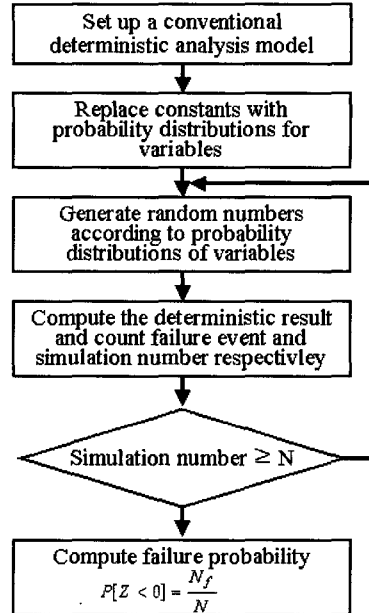 Set up a conventional
deterministic analysis model
Replace constants with
probability distributions for
variables
Generate random numbers
according to probability
distributions of variables
Compute the deterministic result
and count failure event and
simulation number respectivley
Simulation number ≥ N
Compute failure probability
P[Z < 0] = N_f / N